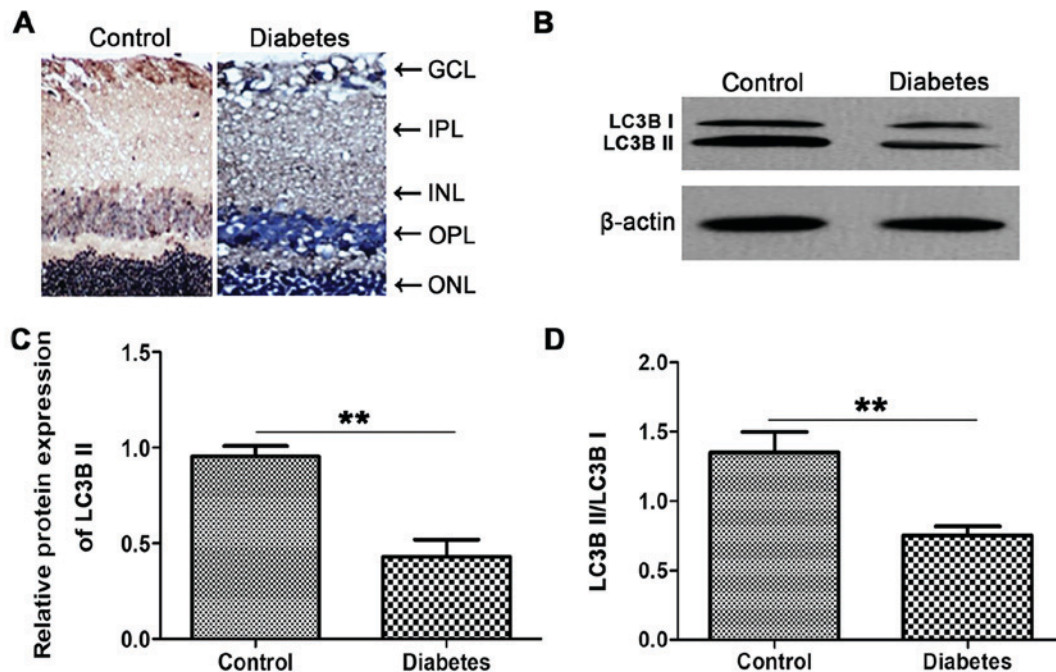 A
Control Diabetes
← GCL
← IPL
← INL
← OPL
← ONL
B
Control Diabetes
LC3B I
LC3B II
β-actin
C
Relative protein expression
of LC3B II
1.5
1.0
0.5
0.0
**
Control Diabetes
D
LC3B II/LC3B I
2.0
1.5
1.0
0.5
0.0
**
Control Diabetes